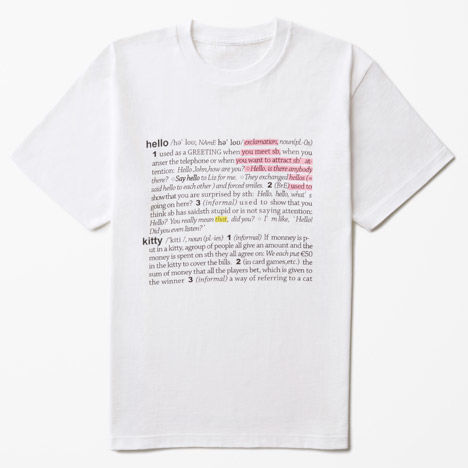 hello /hə' ləʊ; NAmE hə' loʊ/ exclamation, noun(pl.-0s)
1 used as a GREETING when you meet sb, when you
anser the telephone or when you want to attract sb' at-
tention: Hello John, how are you? ○Hello, is there anybody
there? ○Say hello to Lis for me. ○They exchanged hellos (=
said hello to each other ) and forced smiles. 2 (BrE) used to
show that you are surprised by sth: Hello, hello, what' s
going on here? 3 (informal) used to show that you
think sb has saidsth stupid or is not saying attention:
Hello? You really mean that, did you? ○I' m like, `Hello!
Did you even listen?'
kitty /'kiti /, noun (pl.-ies) 1 (informal) If monney is p-
ut in a kitty, agroup of people all give an amount and the
money is spent on sth they all agree on: We each put €50
in the kitty to cover the bills. 2 (in card games,etc.) the
sum of money that all the players bet, which is given to
the winner 3 (informal) a way of referring to a cat